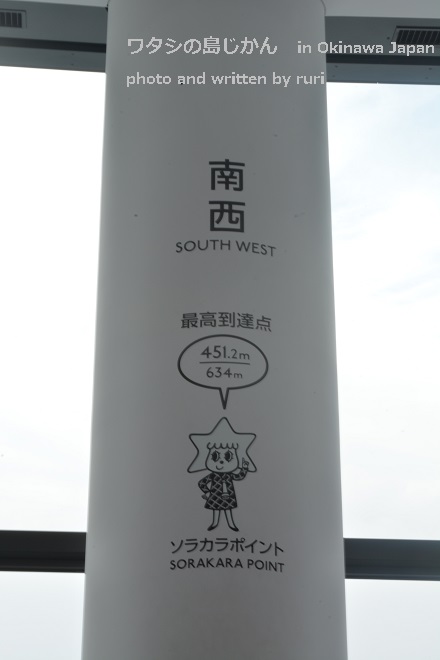 ワタシの島じかん in Okinawa Japan
photo and written by ruri
南
西
SOUTH WEST
最高到達点
451.2m
634m
ソラカラポイント
SORAKARA POINT